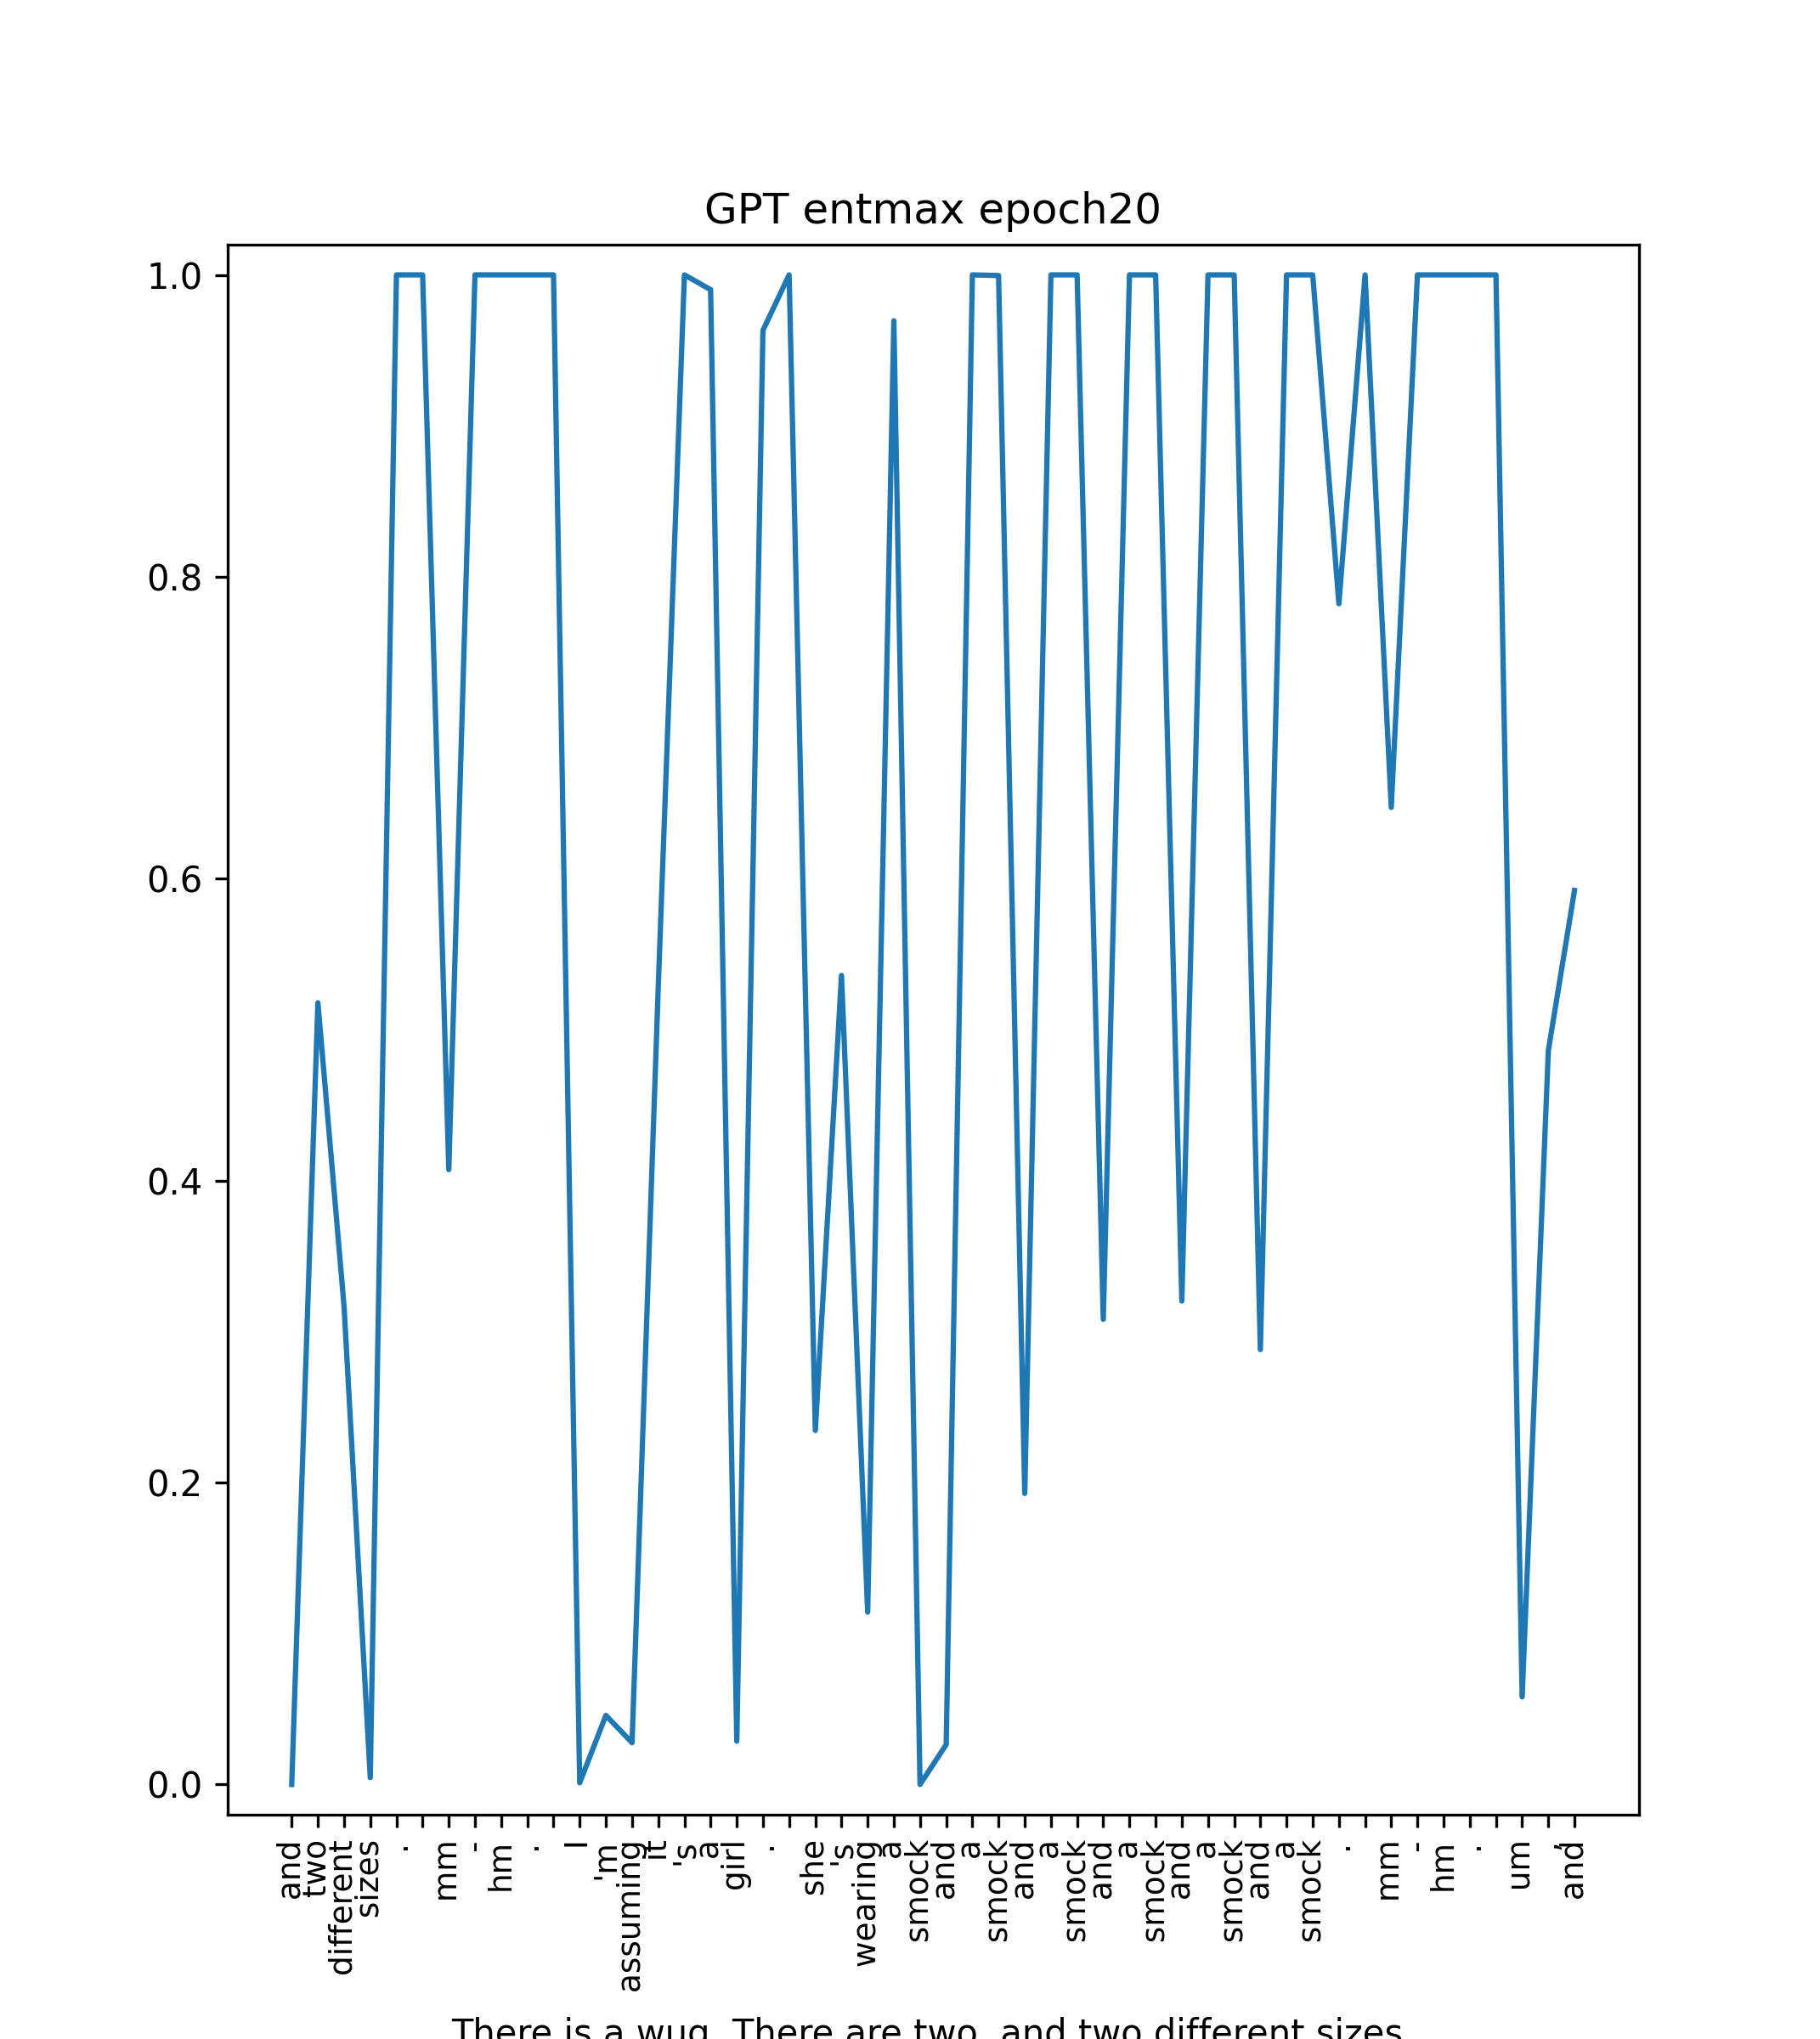 GPT entmax epoch20
1.0
0.8
0.6
0.4
0.2
0.0
and
two
different
sizes
.
mm
-
hm
.
I
'm
assuming
it
's
a
girl
.
she
's
wearing
a
smock
and
a
smock
and
a
smock
and
a
smock
and
a
smock
and
a
smock
.
mm
-
hm
.
um
,
and
There is a wug. There are two, and two different sizes.